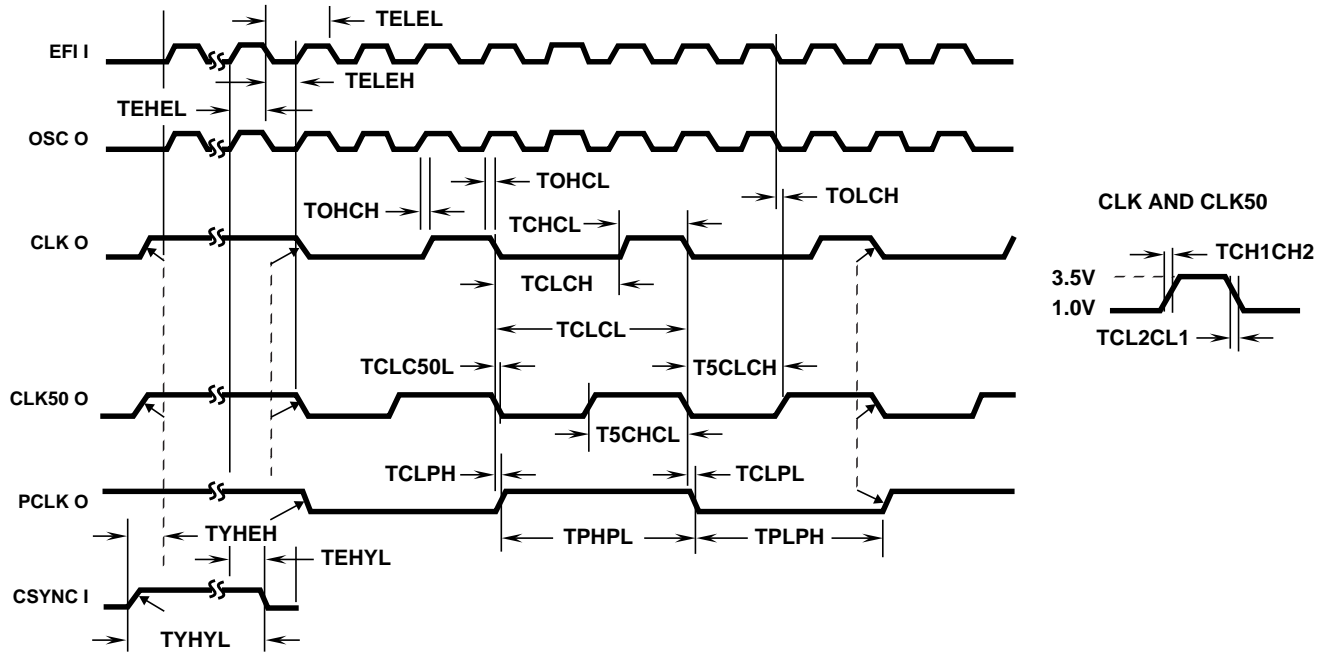 TELEL
EFI I
TELEH
TEHEL
OSC O
TOHCL
TOLCH
TOHCH
TCHCL
CLK O
TCLCH
TCLCL
TCLC50L
T5CLCH
CLK50 O
T5CHCL
TCLPH
TCLPL
PCLK O
TYHEH
TPHPL
TPLPH
TEHYL
CSYNC I
TYHYL
CLK AND CLK50
TCH1CH2
3.5V
1.0V
TCL2CL1